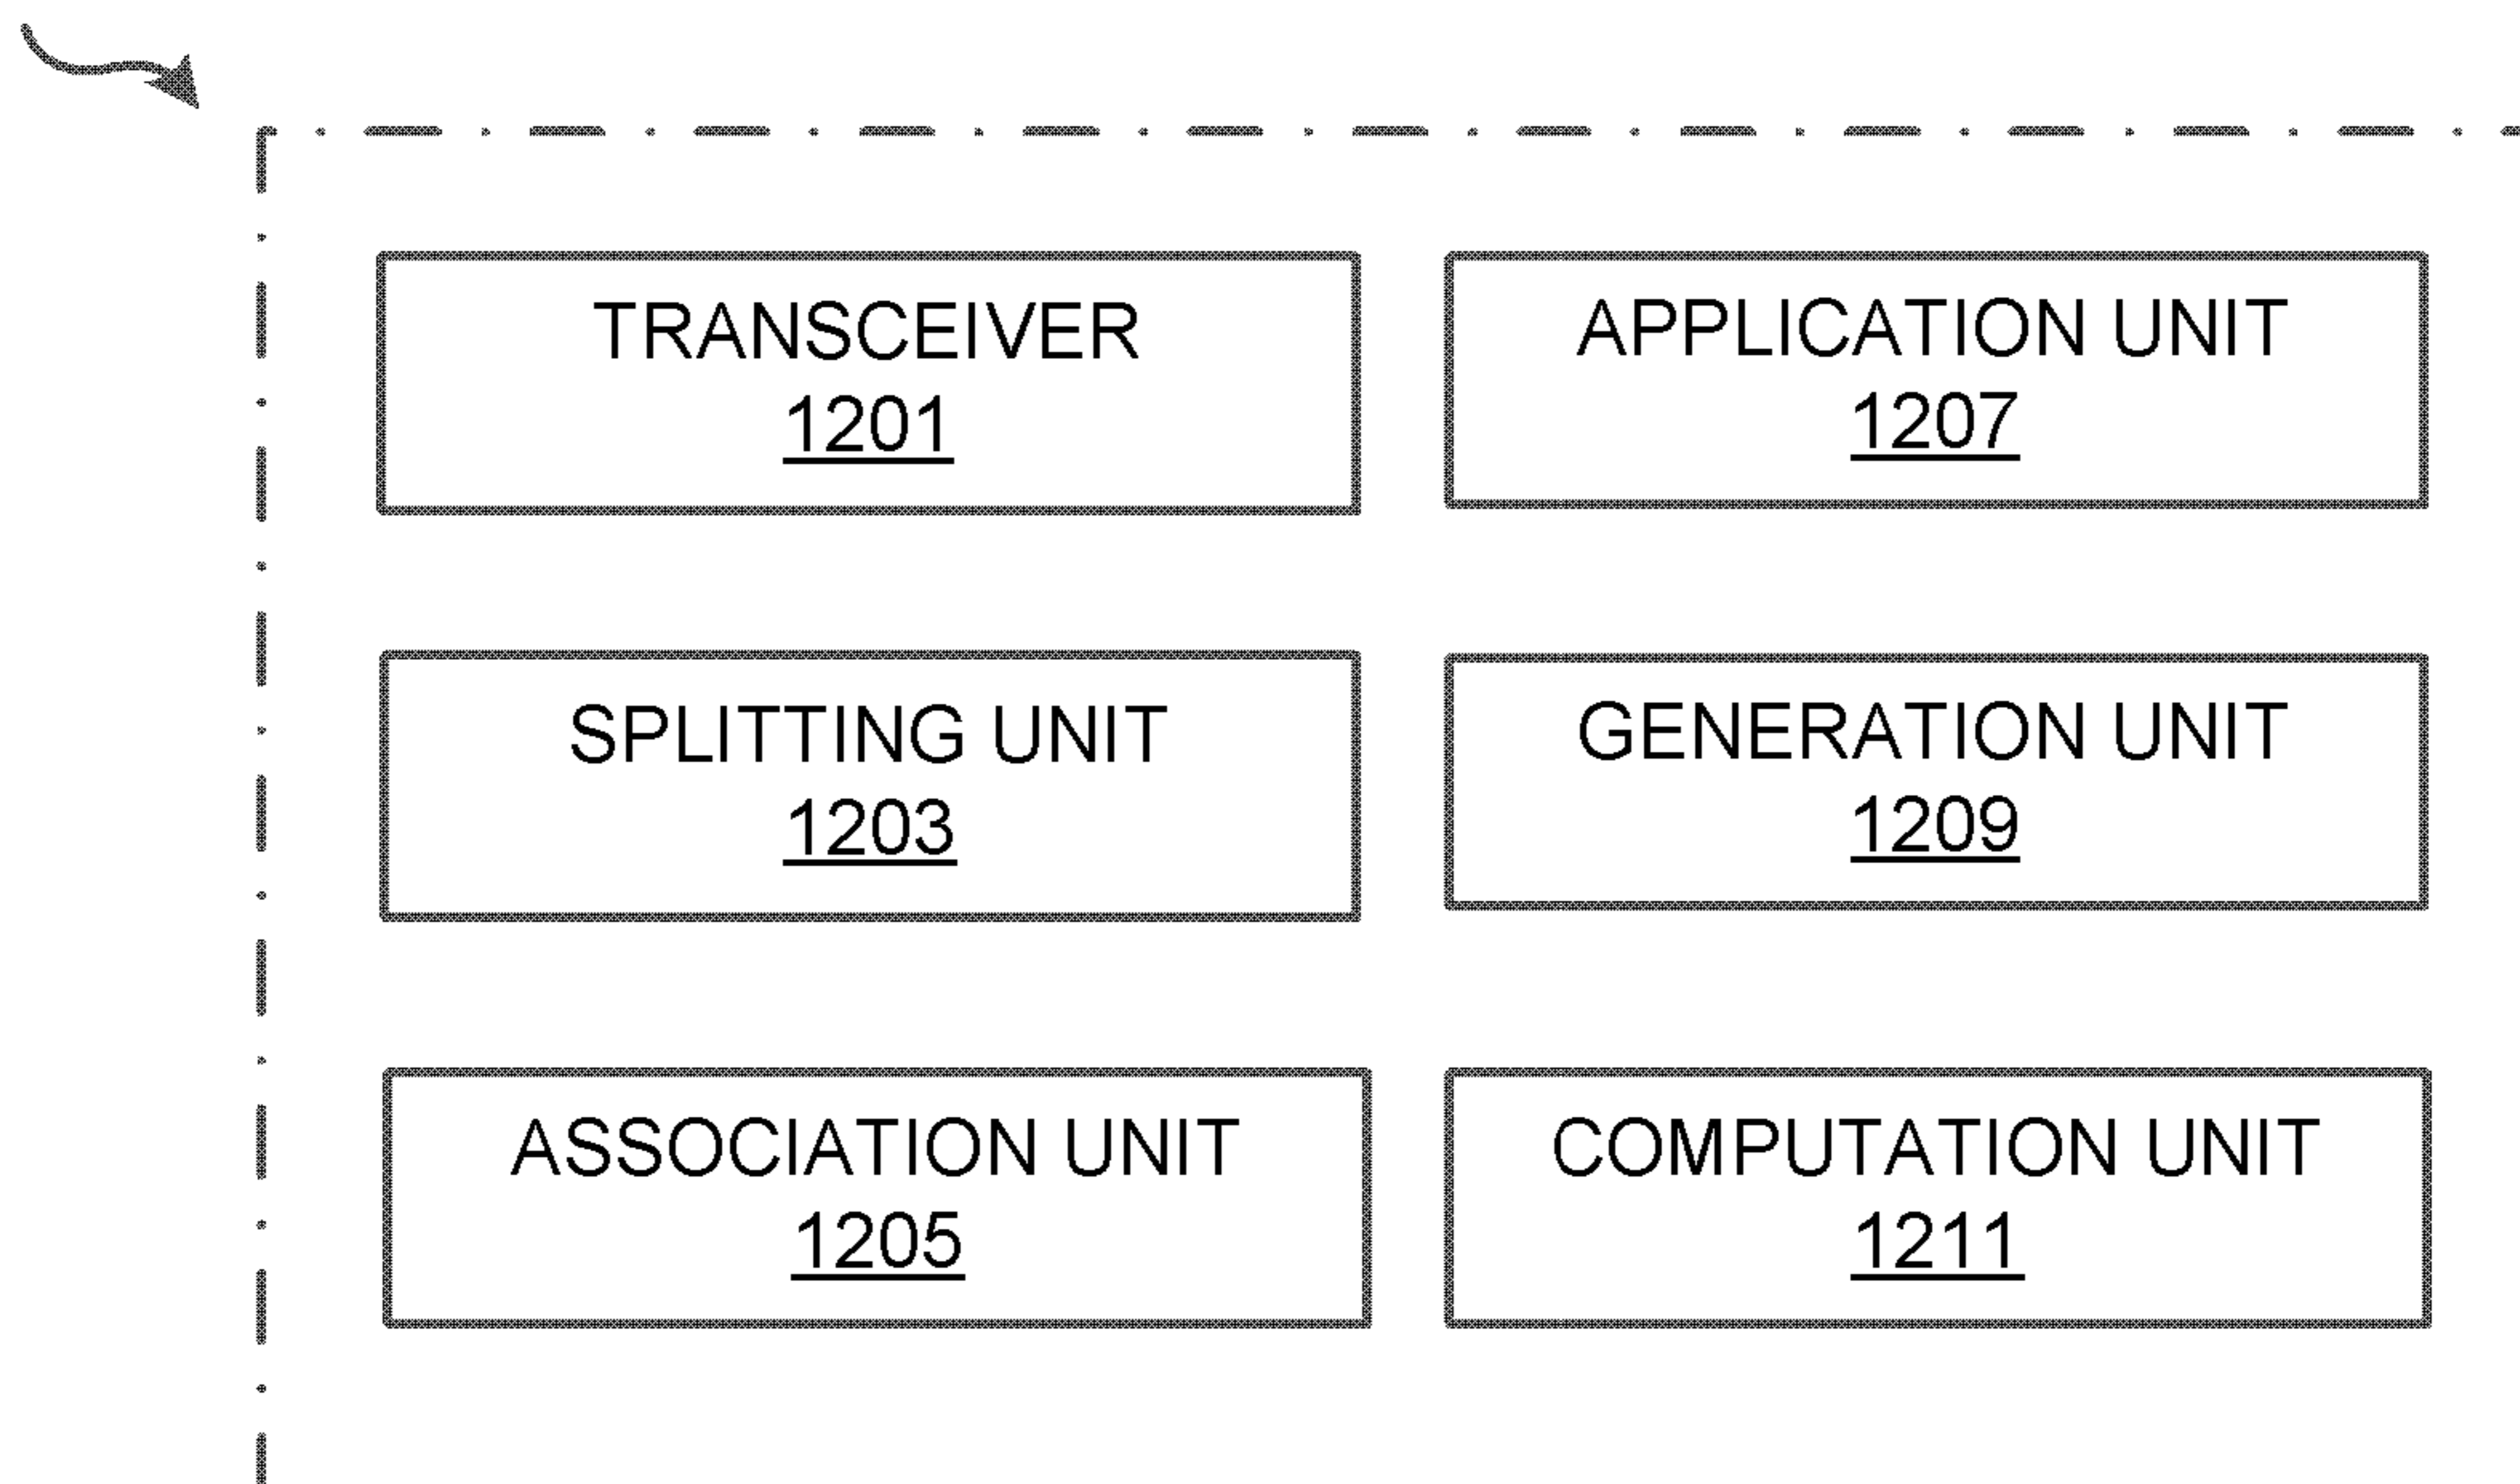 TRANSCEIVER
1201
APPLICATION UNIT
1207
SPLITTING UNIT
1203
GENERATION UNIT
1209
ASSOCIATION UNIT
1205
COMPUTATION UNIT
1211